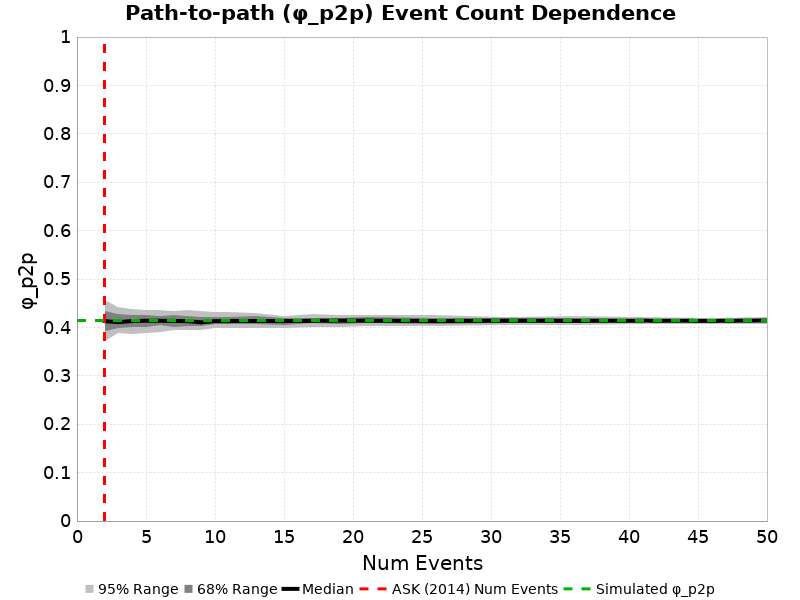 Path-to-path (φ_p2p) Event Count Dependence
1
0.9
0.8
0.7
0.6
0.5
0.4
0.3
0.2
0.1
0
φ_p2p
0 5 10 15 20 25 30 35 40 45 50
Num Events
95% Range 68% Range Median ASK (2014) Num Events Simulated φ_p2p